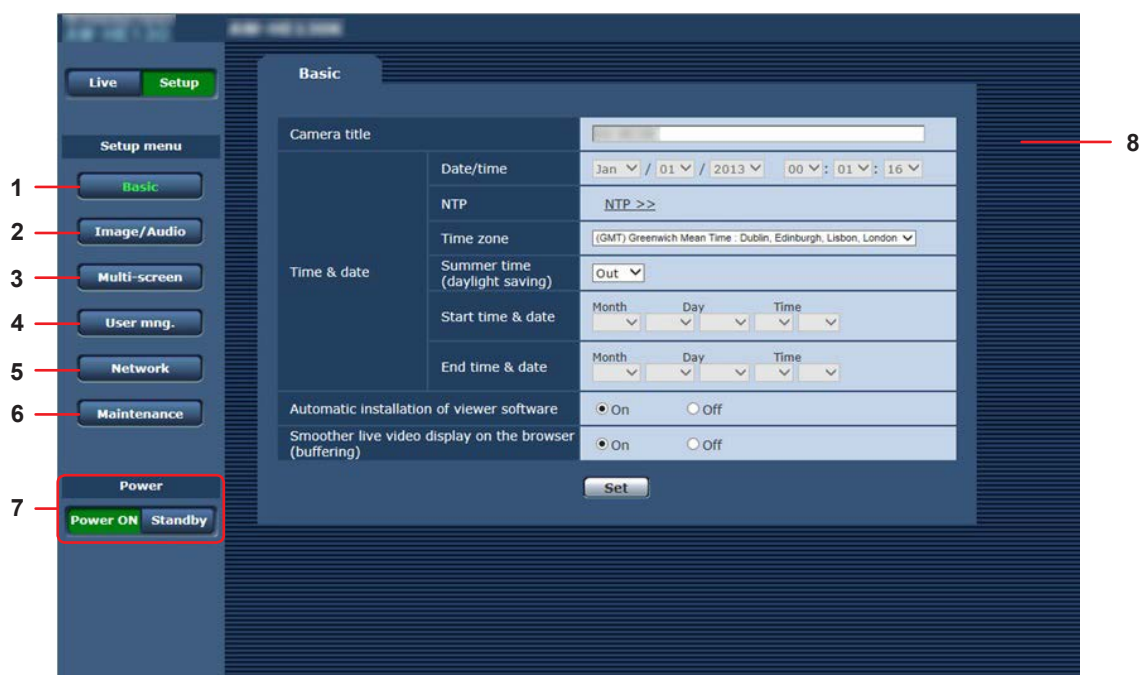 Live Setup
Basic
Setup menu
1 Basic
2 Image/Audio
3 Multi-screen
4 User mng.
5 Network
6 Maintenance
7 Power
Power ON Standby
Camera title
8
Time & date
Date/time Jan / 01 / 2013 00 : 01 : 16
NTP NTP >>
Time zone (GMT) Greenwich Mean Time : Dublin, Edinburgh, Lisbon, London
Summer time
(daylight saving) Out
Start time & date Month Day Time
End time & date Month Day Time
Automatic installation of viewer software On Off
Smoother live video display on the browser
(buffering) On Off
Set